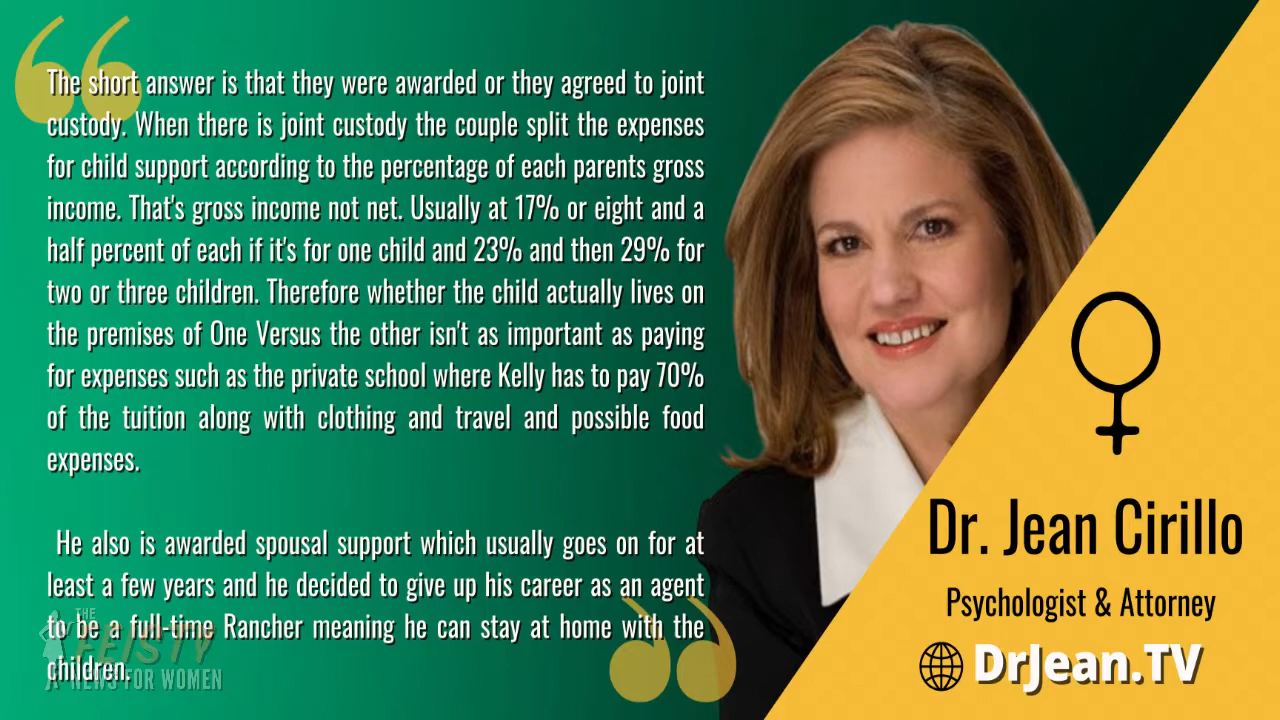 The short answer is that they were awarded or they agreed to joint
custody. When there is joint custody the couple split the expenses
for child support according to the percentage of each parents gross
income. That's gross income not net. Usually at 17% or eight and a
half percent of each if it's for one child and 23% and then 29% for
two or three children. Therefore whether the child actually lives on
the premises of One Versus the other isn't as important as paying
for expenses such as the private school where Kelly has to pay 70%
of the tuition along with clothing and travel and possible food
expenses.
He also is awarded spousal support which usually goes on for at
least a few years and he decided to give up his career as an agent
to be a full-time Rancher meaning he can stay at home with the
children.
THE
FEISTY
NEWS FOR WOMEN
Dr. Jean Cirillo
Psychologist & Attorney
DrJean.TV